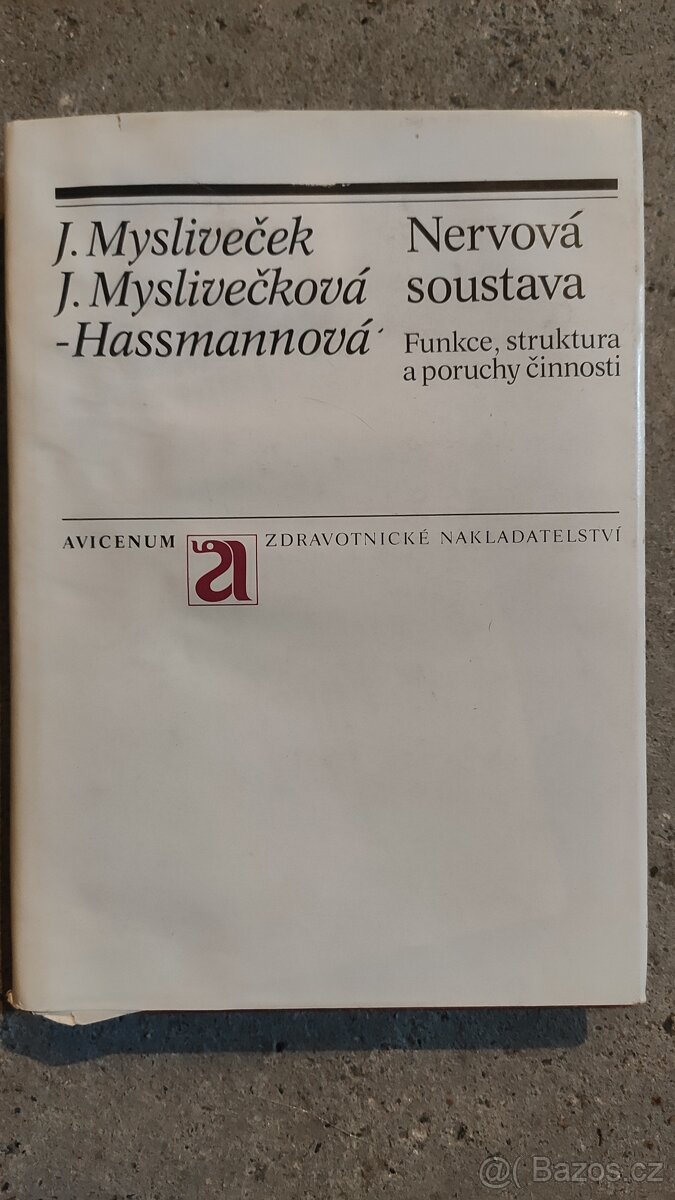 J. Mysliveček
J. Myslivečková
-Hassmannová
Nervová
soustava
Funkce, struktura
a poruchy činnosti
AVICENUM a ZDRAVOTNICKÉ NAKLADATELSTVÍ
@( Bazos.cz